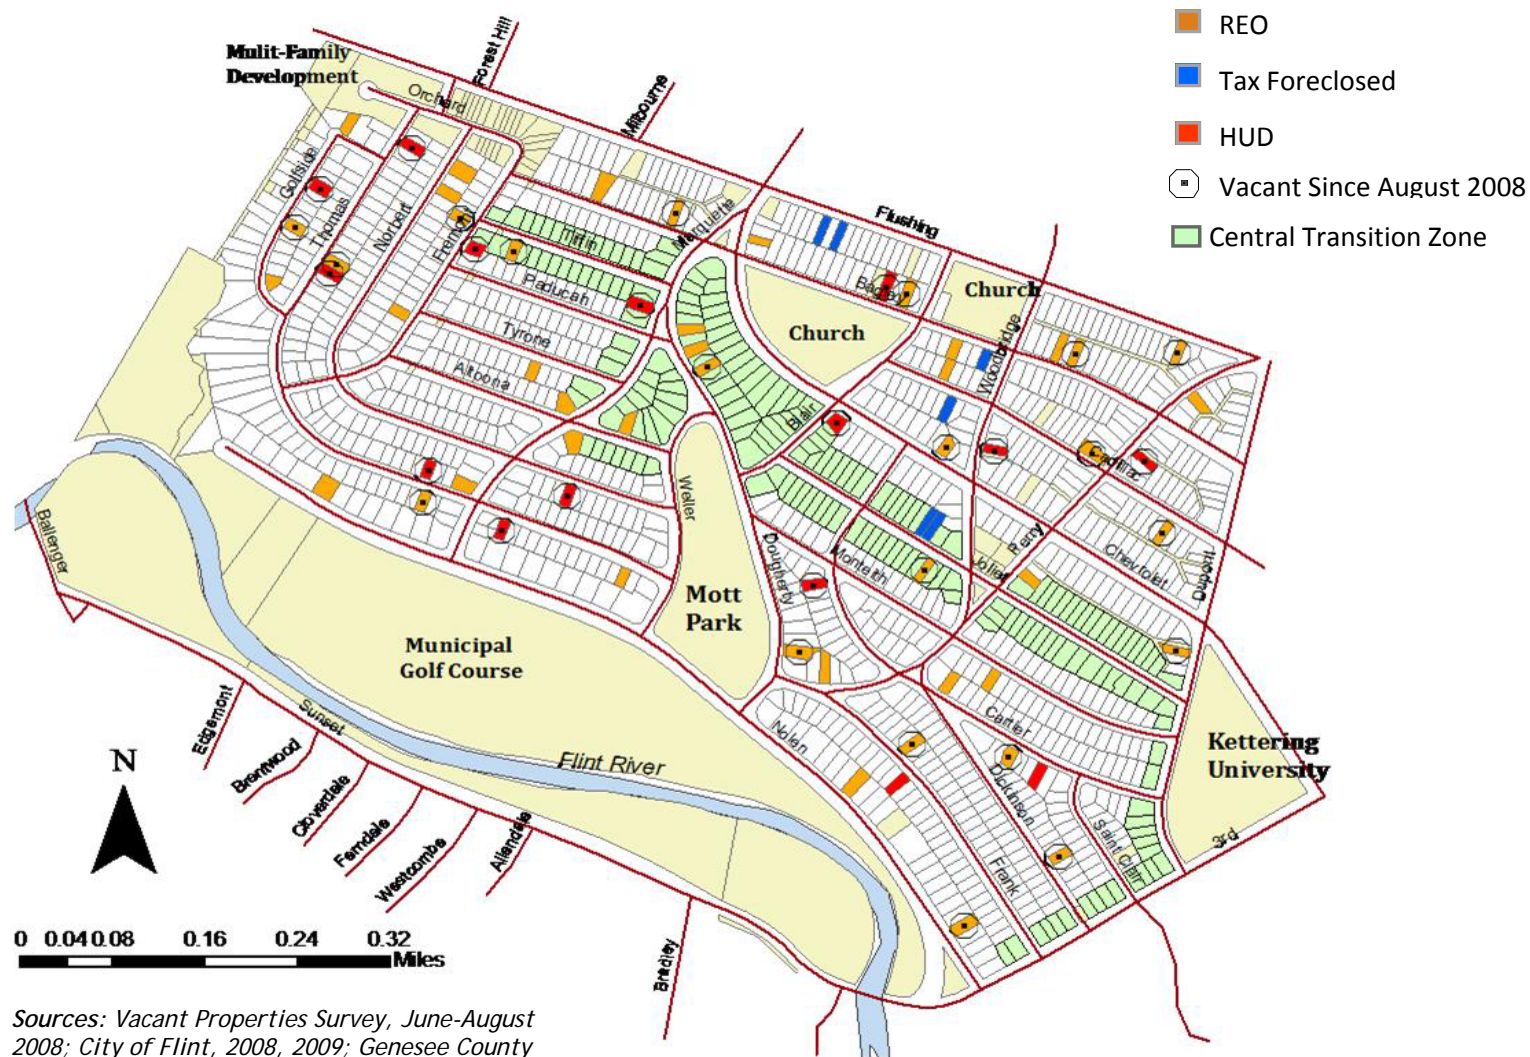 REO
Tax Foreclosed
HUD
Vacant Since August 2008
Central Transition Zone
Mulit-Family
Development
Forest Hill
Milbourne
Orchard
Golfside
Thomas
Norbert
Fremont
Marquette
Flushing
Tiffin
Paducah
Tyrone
Altoona
Bagley
Church
Church
Woodbridge
Blair
Cadillac
Weller
Ballenger
Dougherty
Monteith
Joliet
Perry
Chevrolet
Dupont
Mott
Park
Municipal
Golf Course
Edgemont
Sunset
Brentwood
Cloverdale
Ferndale
Westcombe
Allendale
Flint River
Nolen
Cartier
Dickinson
Frank
Saint Clair
Kettering
University
3rd
Bradley
N
0 0.04 0.08 0.16 0.24 0.32
Miles
Sources: Vacant Properties Survey, June-August
2008; City of Flint, 2008, 2009; Genesee County